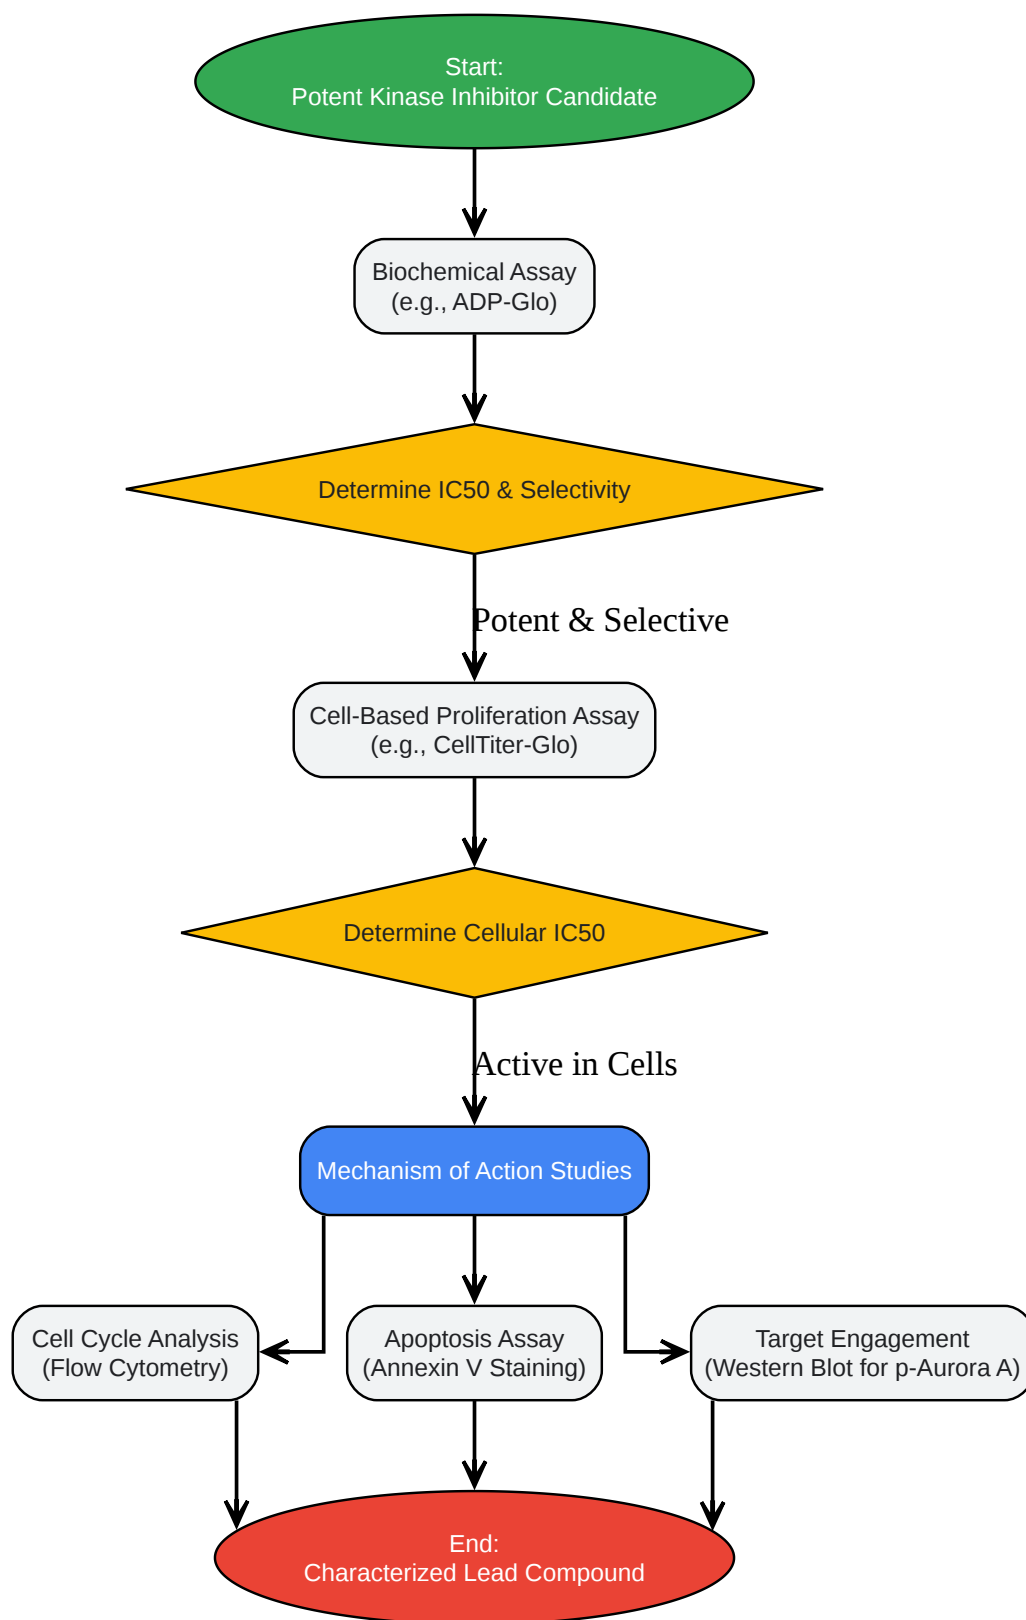 Start:
Potent Kinase Inhibitor Candidate
Biochemical Assay
(e.g., ADP-Glo)
Determine IC50 & Selectivity
Potent & Selective
Cell-Based Proliferation Assay
(e.g., CellTiter-Glo)
Determine Cellular IC50
Active in Cells
Mechanism of Action Studies
Cell Cycle Analysis
(Flow Cytometry)
Apoptosis Assay
(Annexin V Staining)
Target Engagement
(Western Blot for p-Aurora A)
End:
Characterized Lead Compound